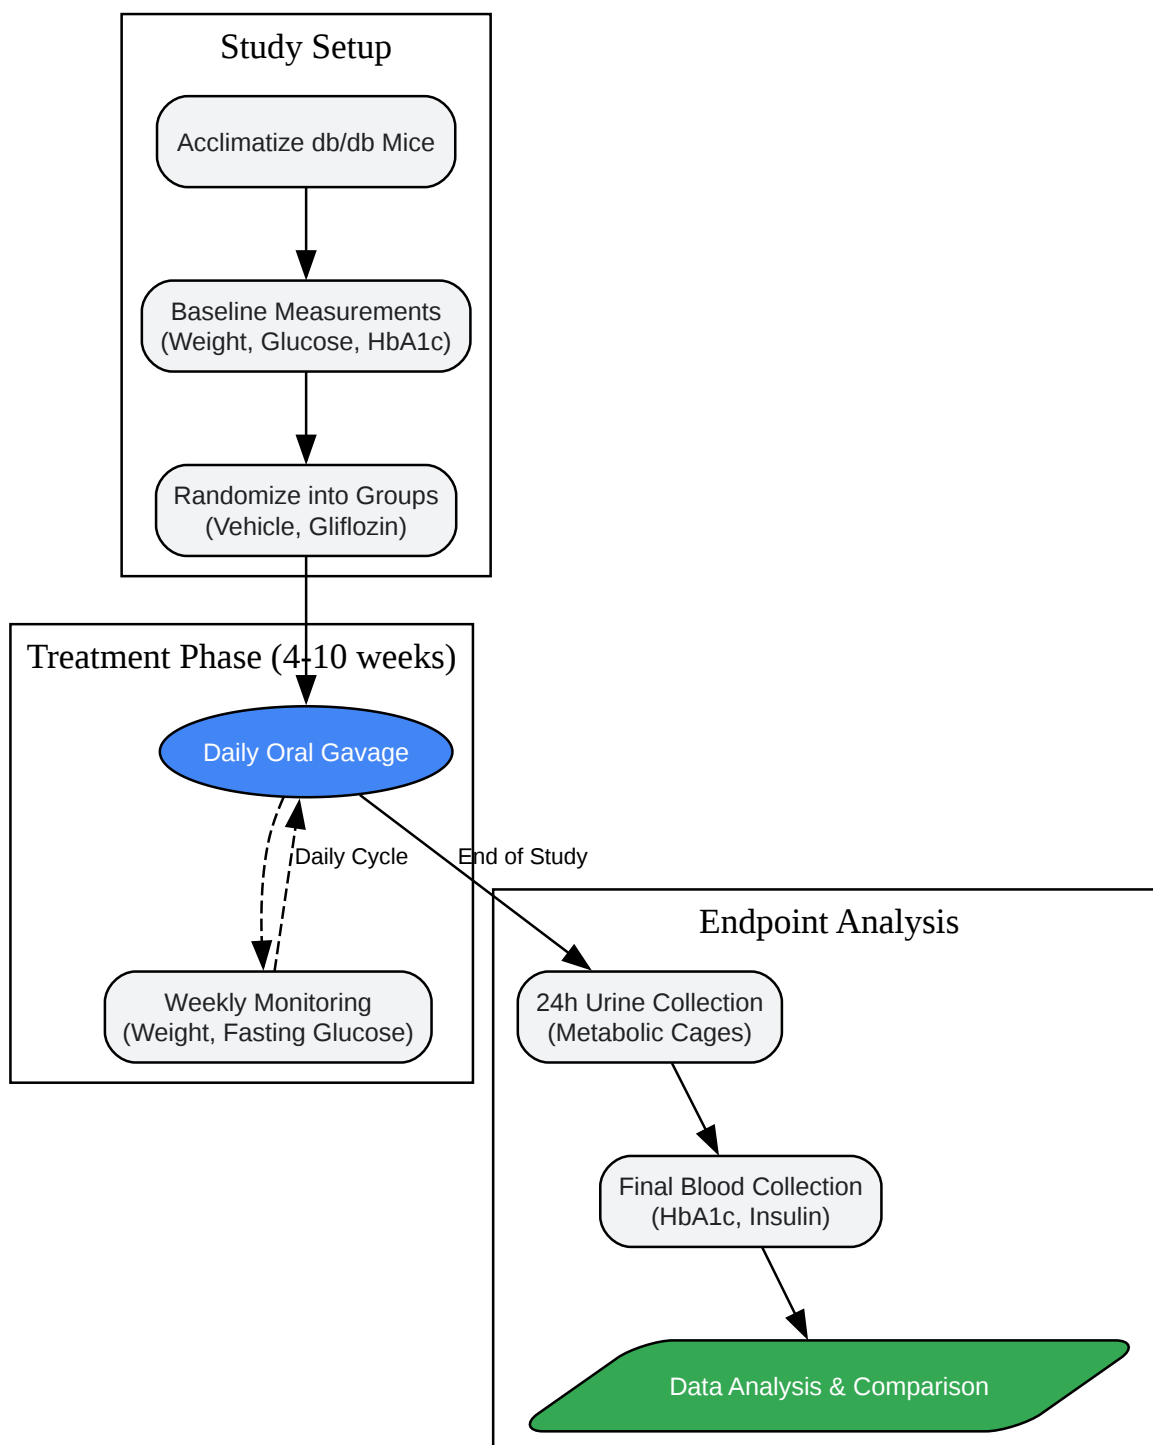 Study Setup
Acclimatize db/db Mice
Baseline Measurements
(Weight, Glucose, HbA1c)
Randomize into Groups
(Vehicle, Gliflozin)
Treatment Phase (4-10 weeks)
Daily Oral Gavage
Daily Cycle
End of Study
Weekly Monitoring
(Weight, Fasting Glucose)
Endpoint Analysis
24h Urine Collection
(Metabolic Cages)
Final Blood Collection
(HbA1c, Insulin)
Data Analysis & Comparison